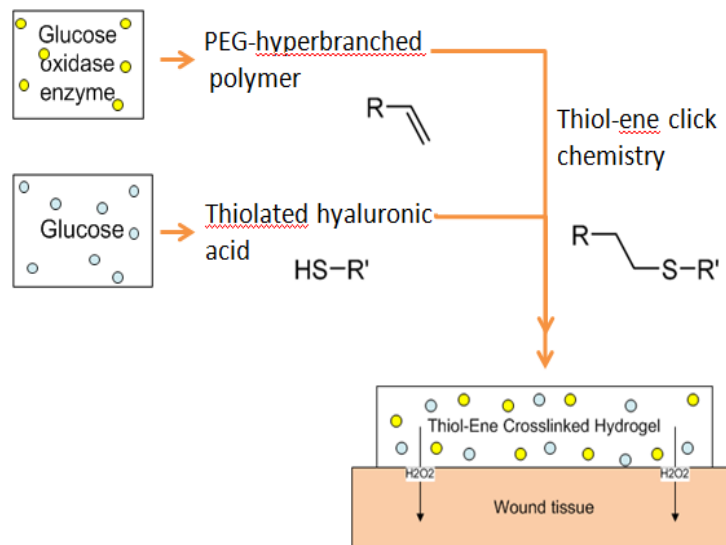 Glucose
oxidase
enzyme
PEG-hyperbranched
polymer
R
Thiol-ene click
chemistry
Glucose
Thiolated hyaluronic
acid
HS–R'
R
S–R'
Thiol-Ene Crosslinked Hydrogel
H2O2
H2O2
Wound tissue